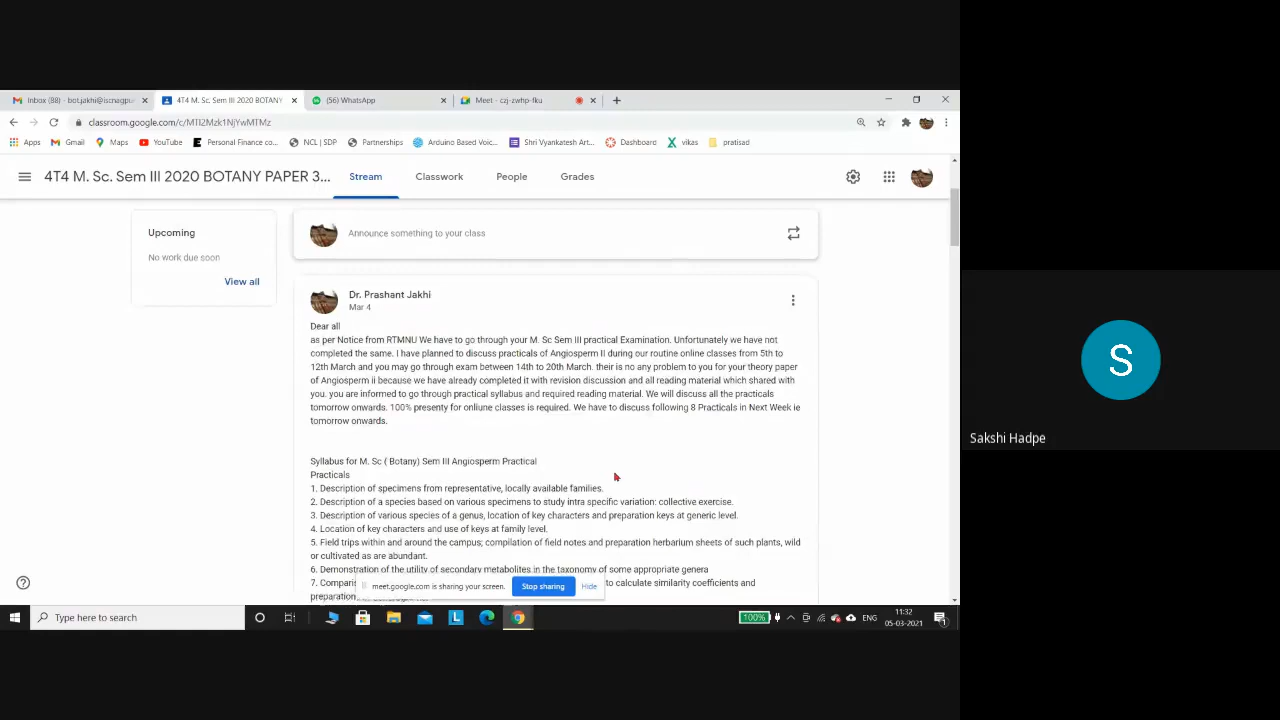 Inbox (88) - bot.jakhi@iscnagpu
4T4 M. Sc. Sem III 2020 BOTANY
(56) WhatsApp
Meet - czj-zwhp-fku
classroom.google.com/c/MTI2Mzk1NjYwMTMz
Apps
Gmail
Maps
YouTube
Personal Finance co...
NCL | SDP
Partnerships
Arduino Based Voic...
Shri Vyankatesh Art...
Dashboard
vikas
pratisad
4T4 M. Sc. Sem III 2020 BOTANY PAPER 3...
Stream
Classwork
People
Grades
Upcoming
No work due soon
View all
Announce something to your class
Dr. Prashant Jakhi
Mar 4
Dear all
as per Notice from RTMNU We have to go through your M. Sc Sem III practical Examination. Unfortunately we have not
completed the same. I have planned to discuss practicals of Angiosperm II during our routine online classes from 5th to
12th March and you may go through exam between 14th to 20th March. their is no any problem to you for your theory paper
of Angiosperm ii because we have already completed it with revision discussion and all reading material which shared with
you. you are informed to go through practical syllabus and required reading material. We will discuss all the practicals
tomorrow onwards. 100% presenty for onliune classes is required. We have to discuss following 8 Practicals in Next Week ie
tomorrow onwards.
Syllabus for M. Sc ( Botany) Sem III Angiosperm Practical
Practicals
1. Description of specimens from representative, locally available families.
2. Description of a species based on various specimens to study intra specific variation: collective exercise.
3. Description of various species of a genus, location of key characters and preparation keys at generic level.
4. Location of key characters and use of keys at family level.
5. Field trips within and around the campus; compilation of field notes and preparation herbarium sheets of such plants, wild
or cultivated as are abundant.
6. Demonstration of the utility of secondary metabolites in the taxonomy of some appropriate genera
7. Comparis to calculate similarity coefficients and
preparation
meet.google.com is sharing your screen.
Stop sharing
Hide
Type here to search
100%
ENG
11:32
05-03-2021
1
S
Sakshi Hadpe